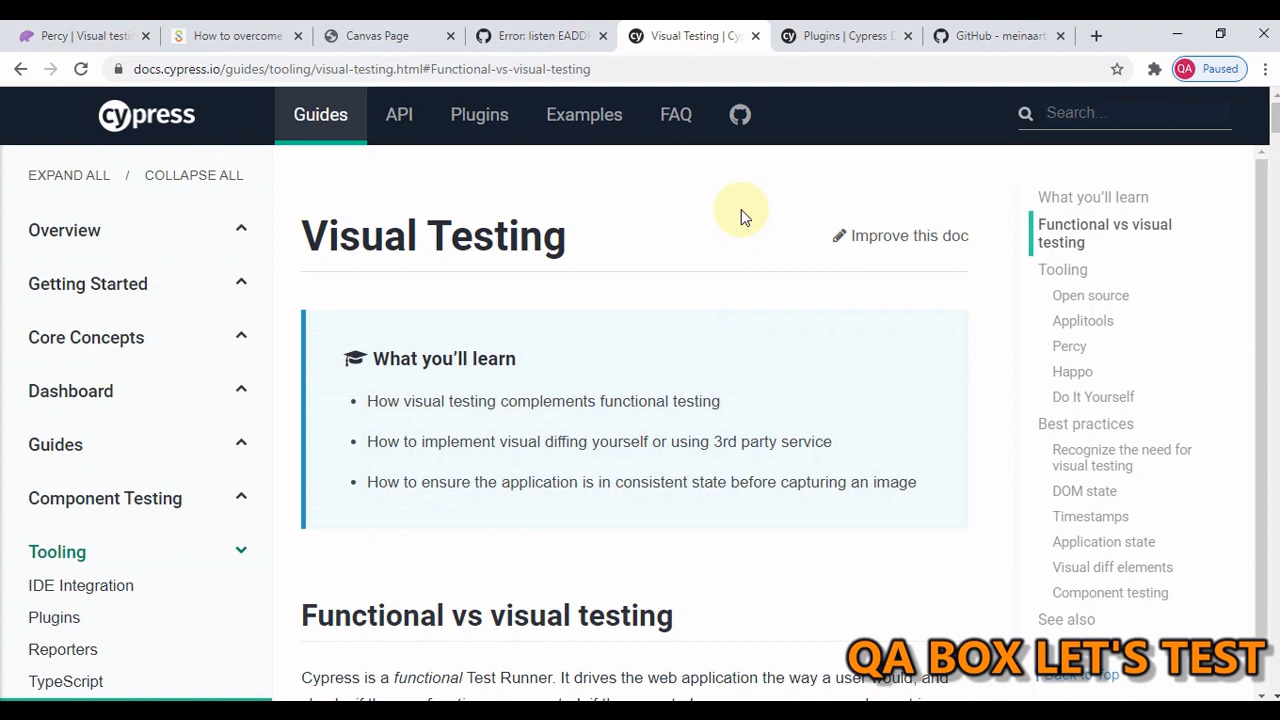 Percy | Visual testi
How to overcome
Canvas Page
Error: listen EADDR
cy Visual Testing | Cy
cy Plugins | Cypress D
GitHub - meinaart
docs.cypress.io/guides/tooling/visual-testing.html#Functional-vs-visual-testing
QA Paused
cypress
Guides
API
Plugins
Examples
FAQ
Search...
EXPAND ALL / COLLAPSE ALL
Overview
Getting Started
Core Concepts
Dashboard
Guides
Component Testing
Tooling
IDE Integration
Plugins
Reporters
TypeScript
Visual Testing
Improve this doc
What you'll learn
• How visual testing complements functional testing
• How to implement visual diffing yourself or using 3rd party service
• How to ensure the application is in consistent state before capturing an image
Functional vs visual testing
Cypress is a functional Test Runner. It drives the web application the way a user would, and
What you'll learn
Functional vs visual
testing
Tooling
Open source
Applitools
Percy
Happo
Do It Yourself
Best practices
Recognize the need for
visual testing
DOM state
Timestamps
Application state
Visual diff elements
Component testing
See also
Back to Top
QA BOX LET'S TEST